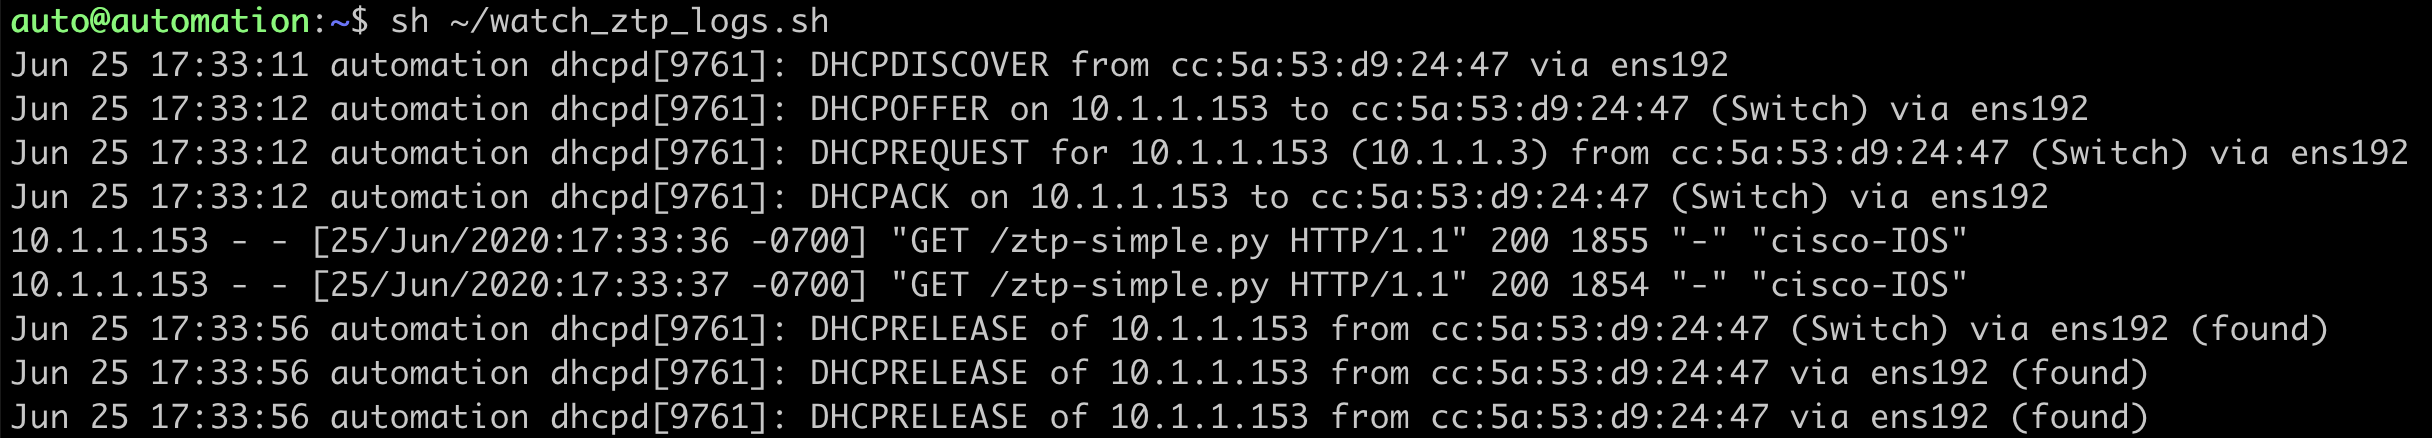 auto@automation:~$ sh ~/watch_ztp_logs.sh
Jun 25 17:33:11 automation dhcpd[9761]: DHCPDISCOVER from cc:5a:53:d9:24:47 via ens192
Jun 25 17:33:12 automation dhcpd[9761]: DHCPOFFER on 10.1.1.153 to cc:5a:53:d9:24:47 (Switch) via ens192
Jun 25 17:33:12 automation dhcpd[9761]: DHCPREQUEST for 10.1.1.153 (10.1.1.3) from cc:5a:53:d9:24:47 (Switch) via ens192
Jun 25 17:33:12 automation dhcpd[9761]: DHCPACK on 10.1.1.153 to cc:5a:53:d9:24:47 (Switch) via ens192
10.1.1.153 - - [25/Jun/2020:17:33:36 -0700] "GET /ztp-simple.py HTTP/1.1" 200 1855 "-" "cisco-IOS"
10.1.1.153 - - [25/Jun/2020:17:33:37 -0700] "GET /ztp-simple.py HTTP/1.1" 200 1854 "-" "cisco-IOS"
Jun 25 17:33:56 automation dhcpd[9761]: DHCPRELEASE of 10.1.1.153 from cc:5a:53:d9:24:47 (Switch) via ens192 (found)
Jun 25 17:33:56 automation dhcpd[9761]: DHCPRELEASE of 10.1.1.153 from cc:5a:53:d9:24:47 via ens192 (found)
Jun 25 17:33:56 automation dhcpd[9761]: DHCPRELEASE of 10.1.1.153 from cc:5a:53:d9:24:47 via ens192 (found)